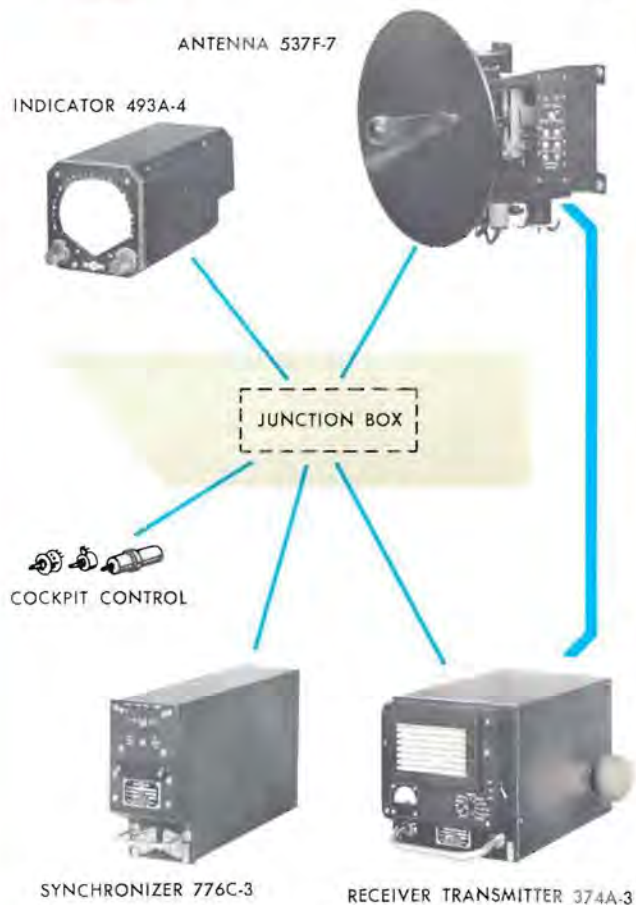 ANTENNA 537F-7
INDICATOR 493A-4
JUNCTION BOX
COCKPIT CONTROL
SYNCHRONIZER 776C-3
RECEIVER TRANSMITTER 374A-3